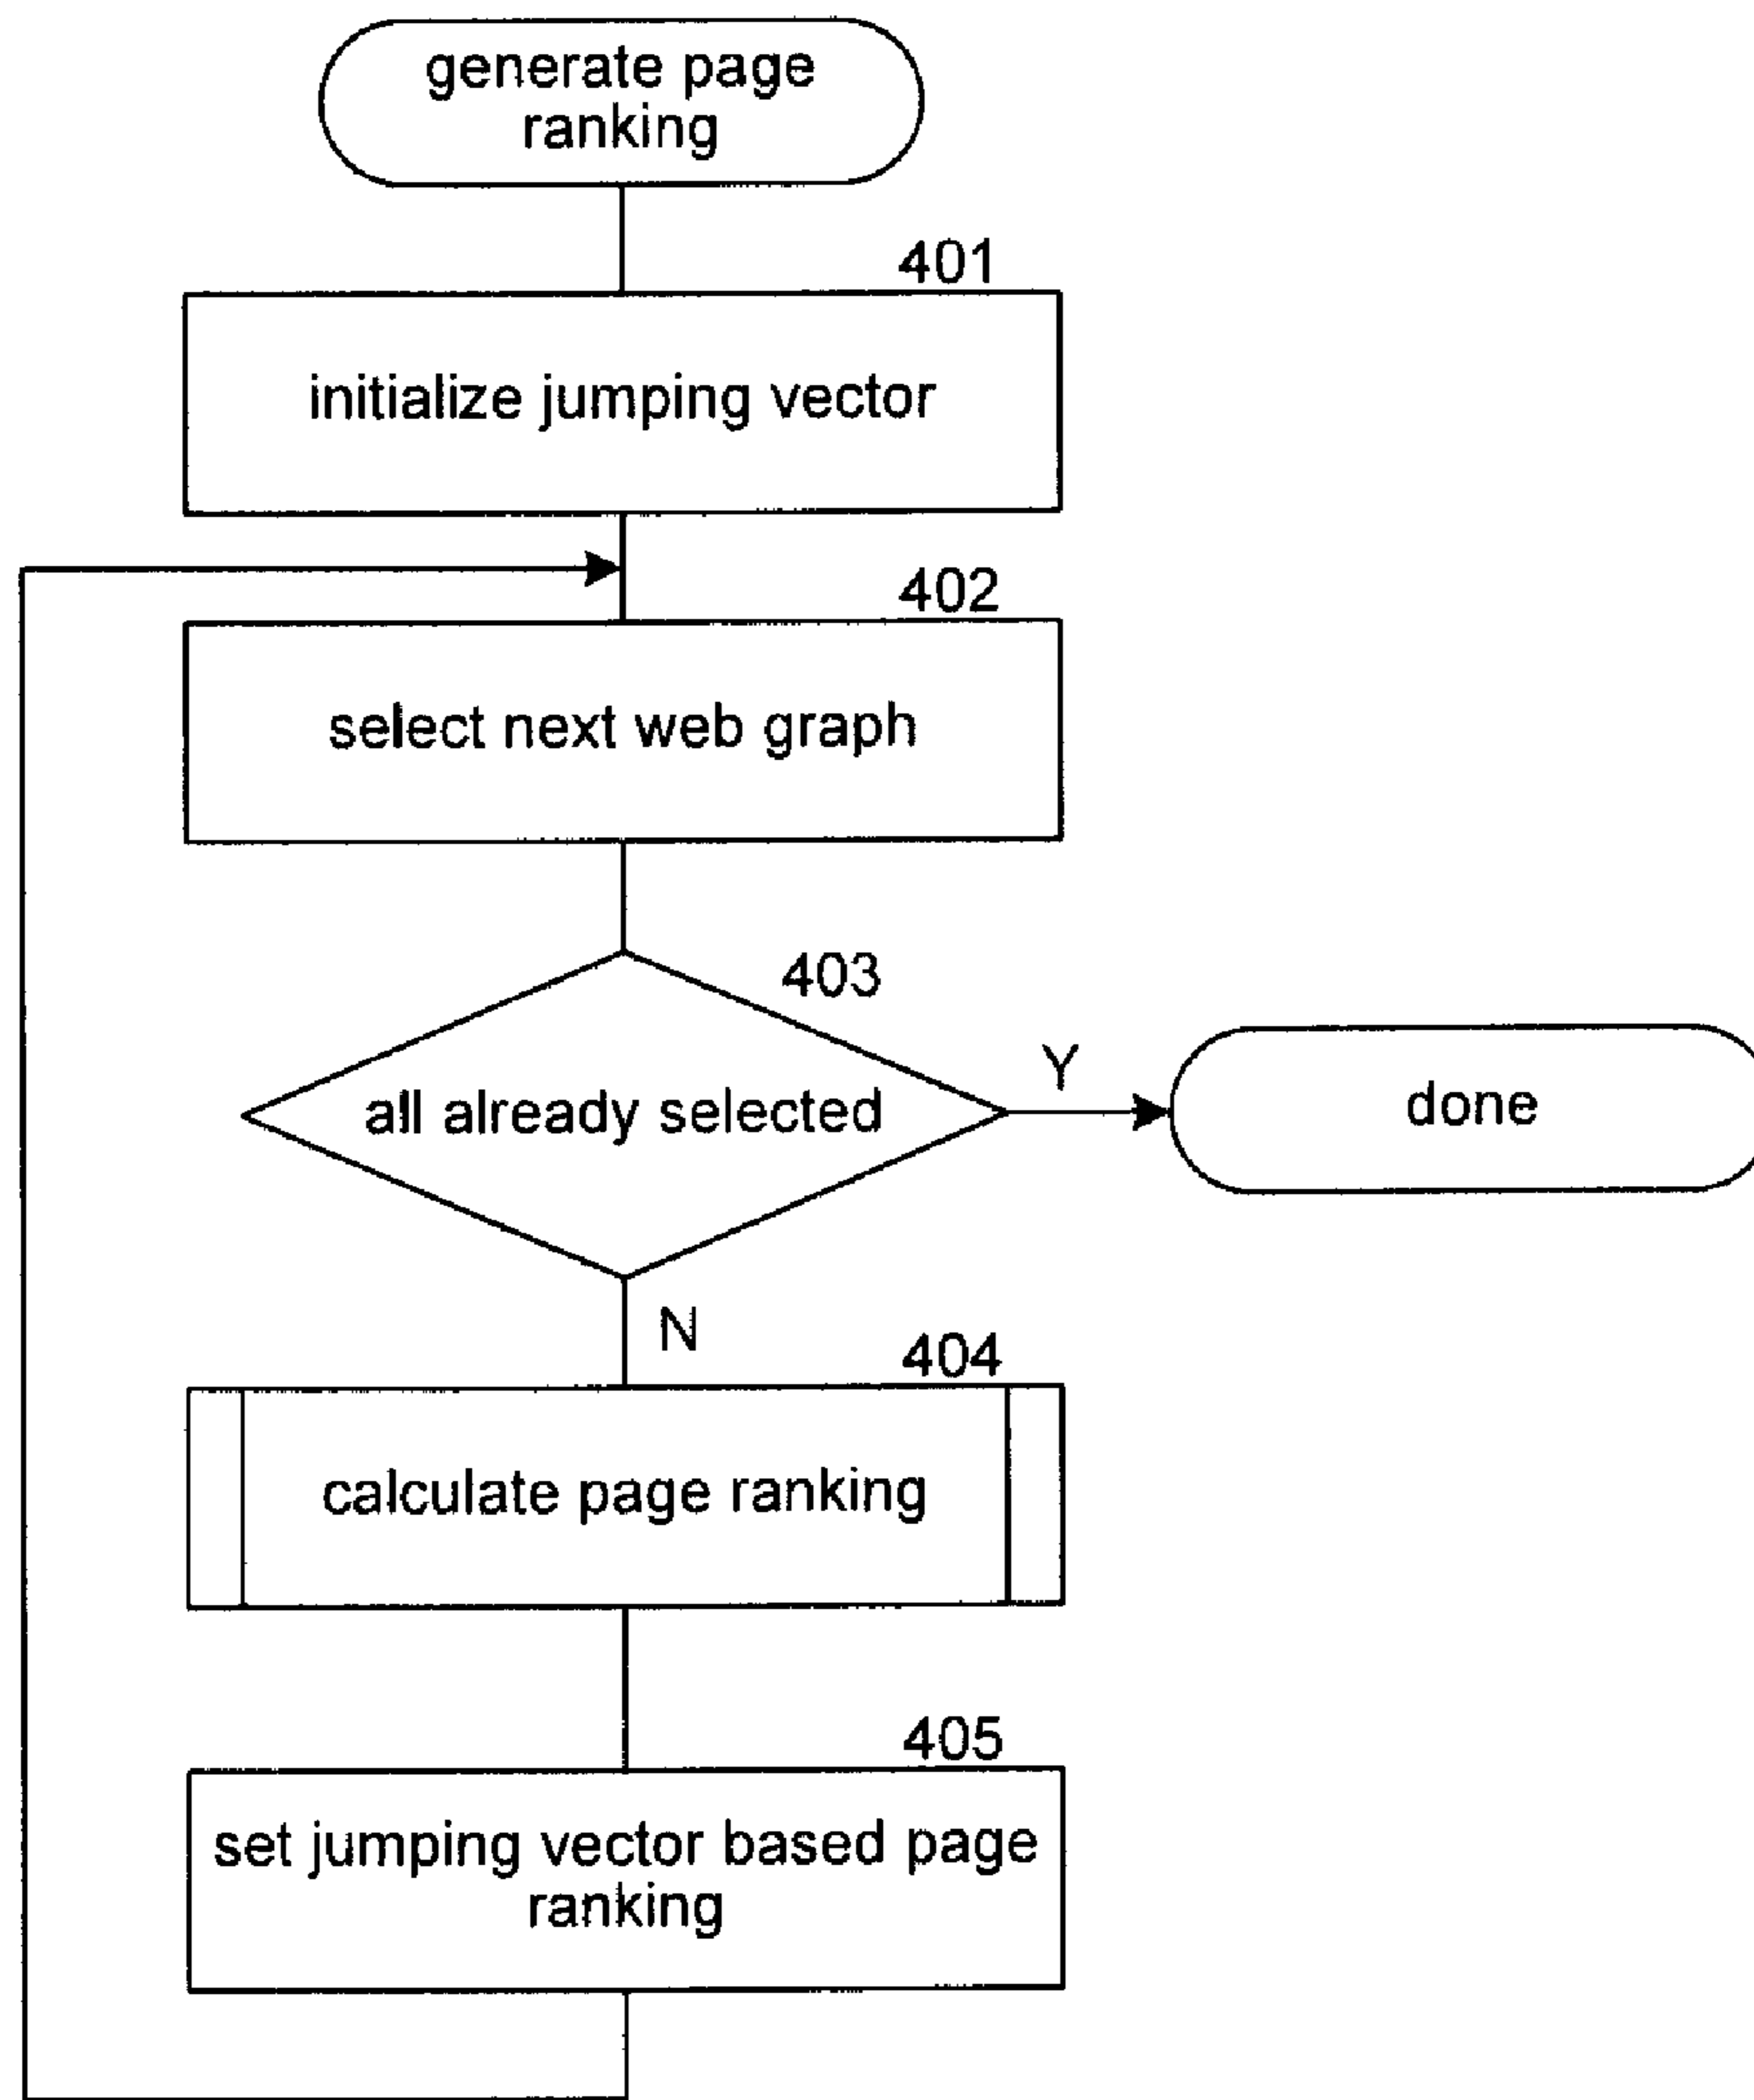 generate page
ranking
401
initialize jumping vector
402
select next web graph
403
all already selected
Y
done
N
404
calculate page ranking
405
set jumping vector based page
ranking